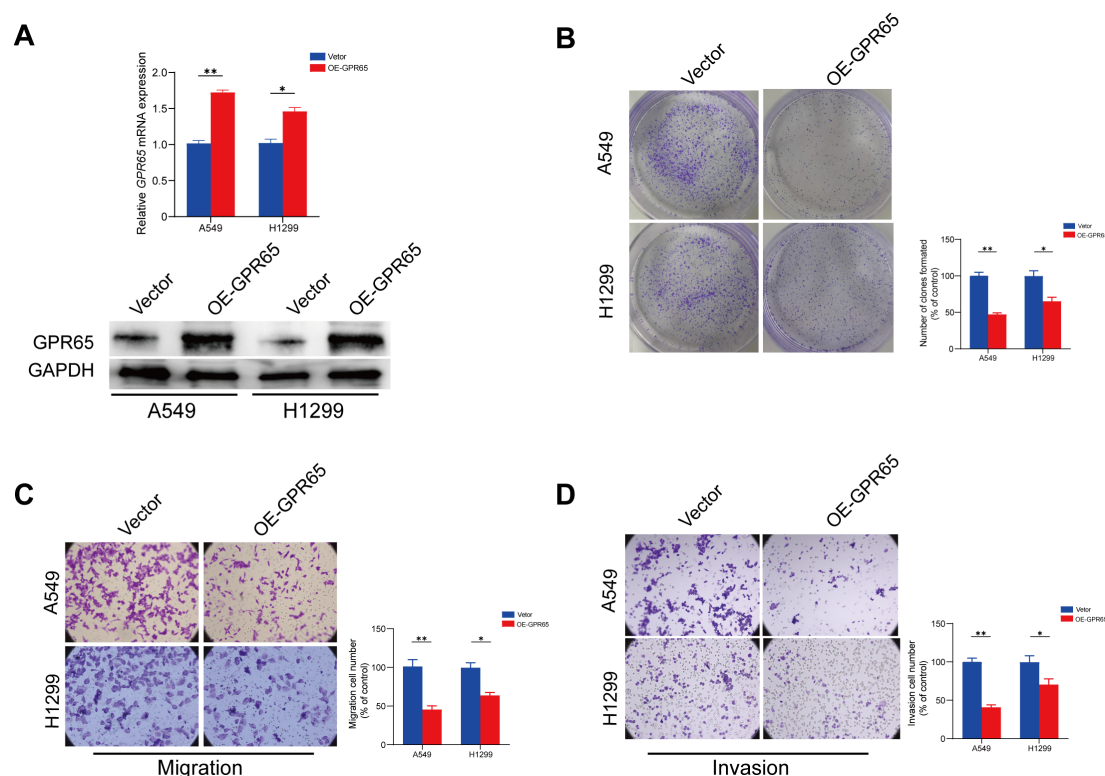 A
Vetor
OE-GPR65
Relative GPR65 mRNA expression
2.0
1.5
1.0
0.5
0
**
*
A549
H1299
Vector
OE-GPR65
Vector
OE-GPR65
GPR65
GAPDH
A549
H1299
B
Vector
OE-GPR65
A549
H1299
Vetor
OE-GPR65
Number of clones formated
(% of control)
150
100
50
0
**
*
A549
H1299
C
Vector
OE-GPR65
A549
H1299
Migration
Vetor
OE-GPR65
Migration cell number
(% of control)
150
100
50
0
**
*
A549
H1299
D
Vector
OE-GPR65
A549
H1299
Invasion
Vetor
OE-GPR65
Invasion cell number
(% of control)
150
100
50
0
**
*
A549
H1299